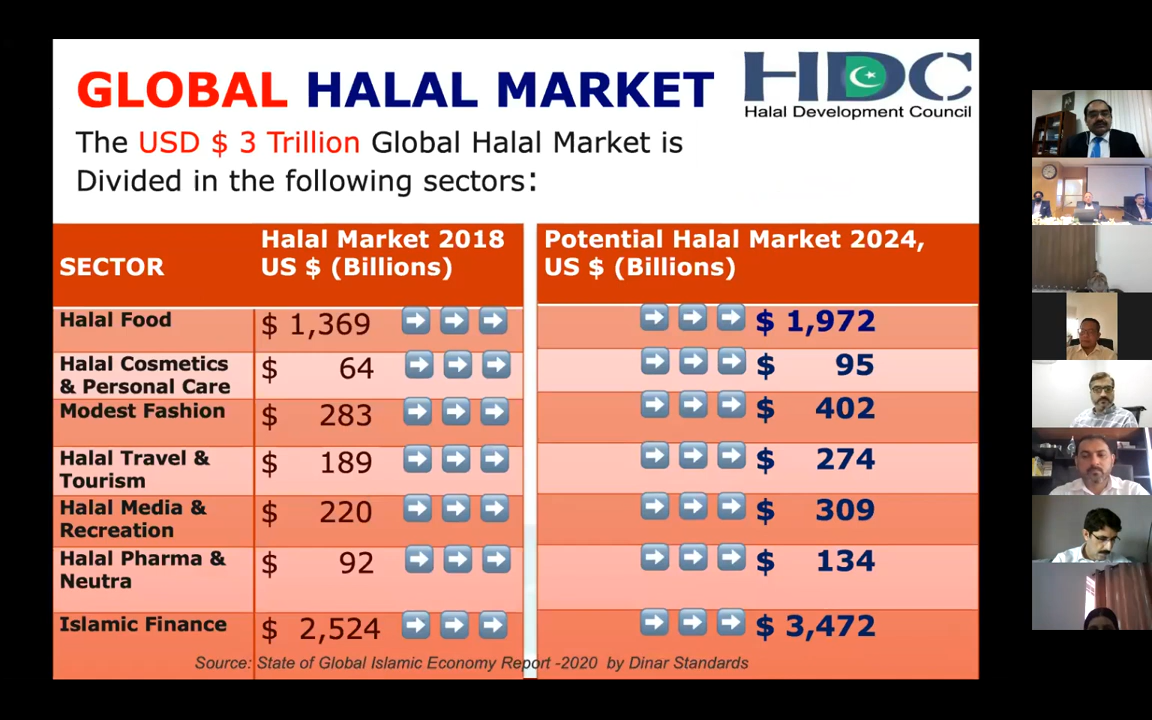 GLOBAL HALAL MARKET
HDC
Halal Development Council
The USD $ 3 Trillion Global Halal Market is
Divided in the following sectors:
SECTOR
Halal Market 2018
US $ (Billions)
Potential Halal Market 2024,
US $ (Billions)
Halal Food
$ 1,369
$ 1,972
Halal Cosmetics
& Personal Care
$ 64
$ 95
Modest Fashion
$ 283
$ 402
Halal Travel &
Tourism
$ 189
$ 274
Halal Media &
Recreation
$ 220
$ 309
Halal Pharma &
Neutra
$ 92
$ 134
Islamic Finance
$ 2,524
$ 3,472
Source: State of Global Islamic Economy Report -2020 by Dinar Standards